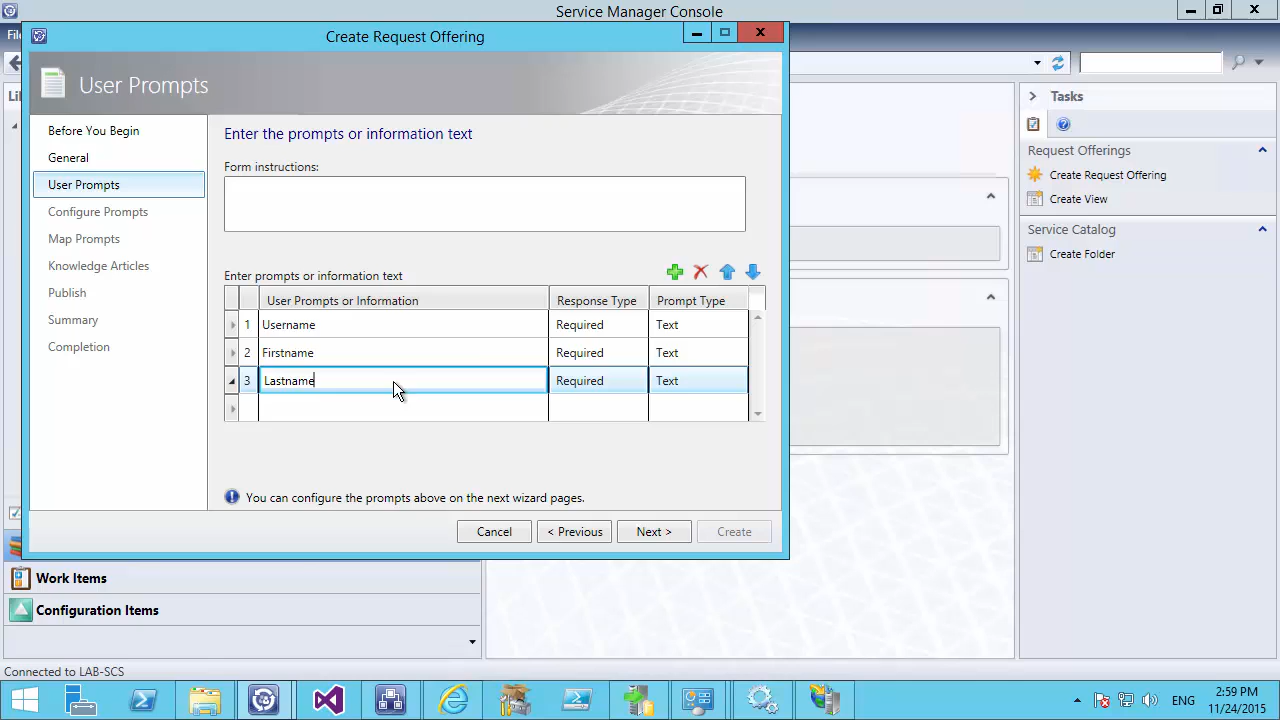 Service Manager Console
Create Request Offering
User Prompts
Before You Begin
General
User Prompts
Configure Prompts
Map Prompts
Knowledge Articles
Publish
Summary
Completion
Enter the prompts or information text
Form instructions:
Enter prompts or information text
User Prompts or Information Response Type Prompt Type
1 Username Required Text
2 Firstname Required Text
3 Lastname Required Text
You can configure the prompts above on the next wizard pages.
Cancel < Previous Next > Create
Tasks
Request Offerings
Create Request Offering
Create View
Service Catalog
Create Folder
Work Items
Configuration Items
Connected to LAB-SCS
ENG
2:59 PM
11/24/2015